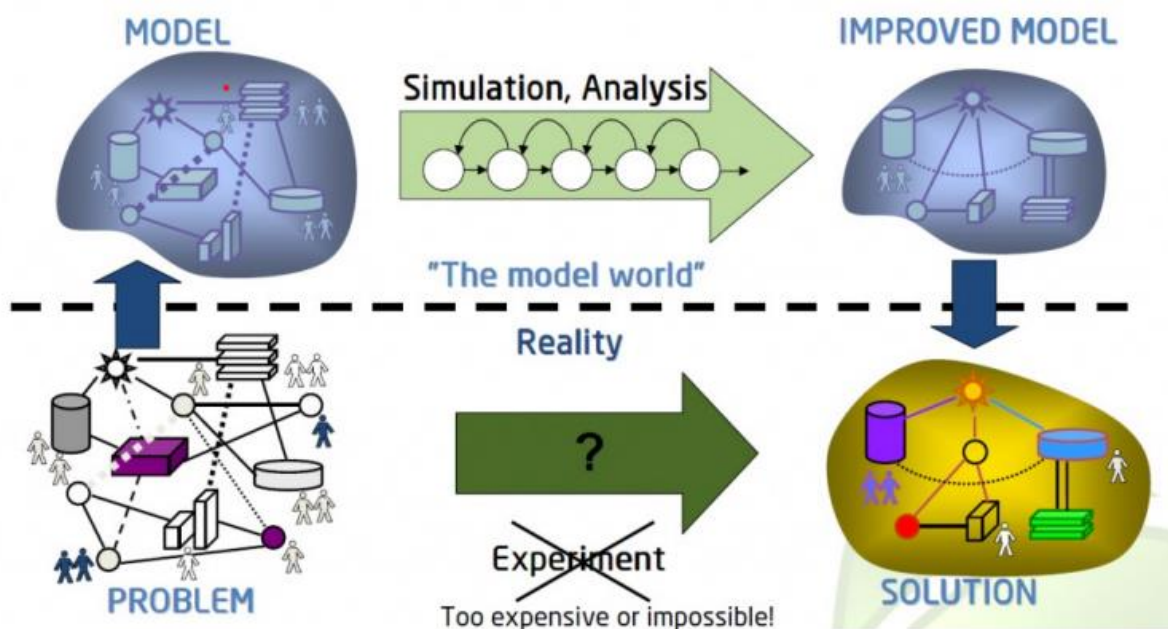 MODEL
IMPROVED MODEL
Simulation, Analysis
"The model world"
Reality
?
Experiment
Too expensive or impossible!
PROBLEM
SOLUTION